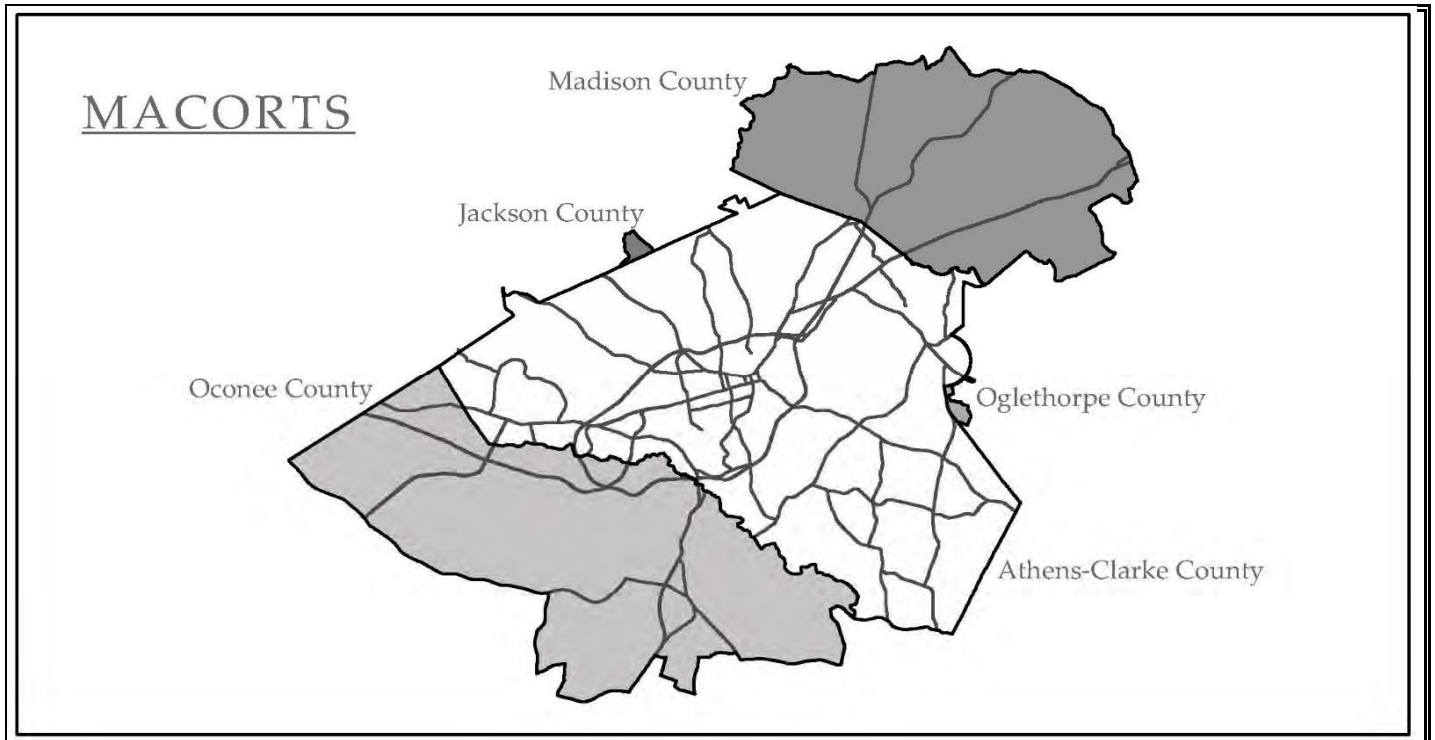 MACORTS
Madison County
Jackson County
Oconee County
Oglethorpe County
Athens-Clarke County